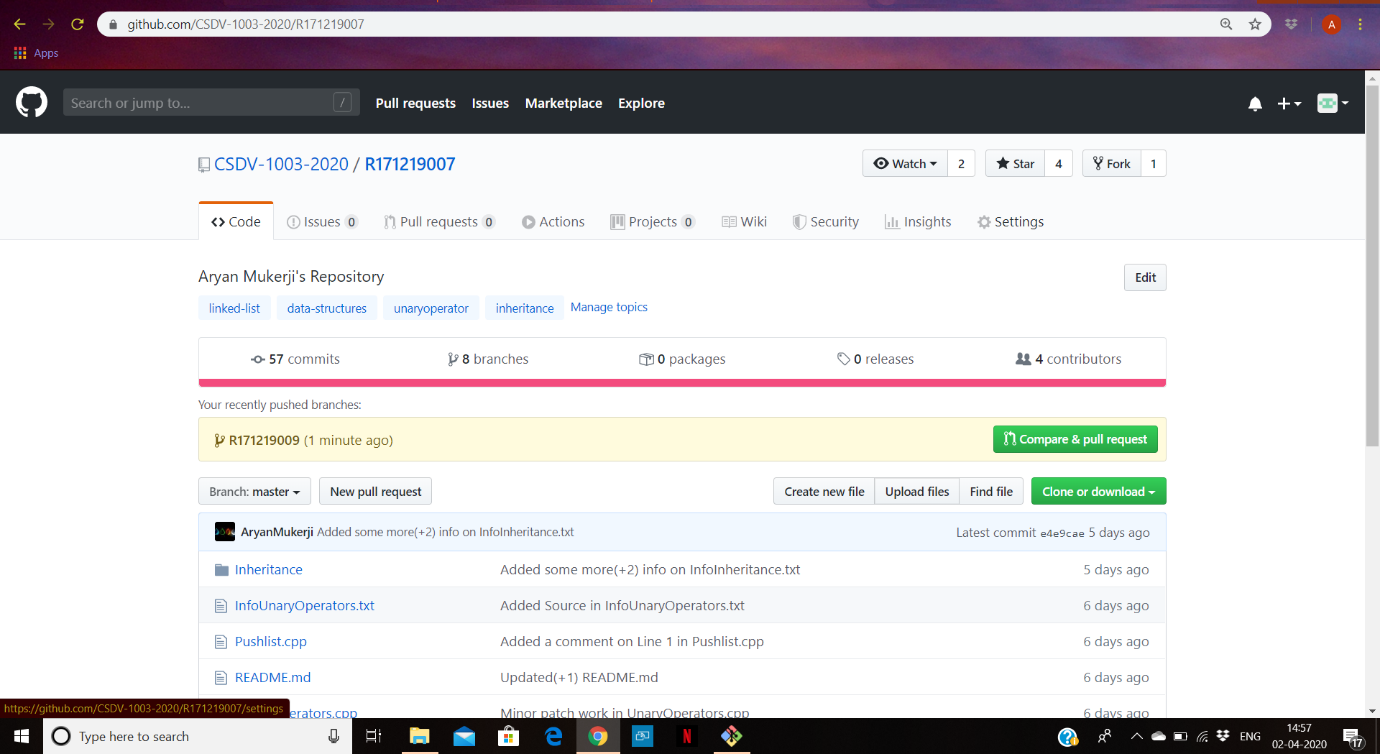 github.com/CSDV-1003-2020/R171219007
A
Apps
Search or jump to...
/
Pull requests Issues Marketplace Explore
CSDV-1003-2020 / R171219007
Watch 2 Star 4 Fork 1
Code Issues 0 Pull requests 0 Actions Projects 0 Wiki Security Insights Settings
Aryan Mukerji's Repository
Edit
linked-list data-structures unaryoperator inheritance Manage topics
57 commits 8 branches 0 packages 0 releases 4 contributors
Your recently pushed branches:
R171219009 (1 minute ago) Compare & pull request
Branch: master New pull request Create new file Upload files Find file Clone or download
AryanMukerji Added some more(+2) info on InfoInheritance.txt Latest commit e4e9cae 5 days ago
Inheritance Added some more(+2) info on InfoInheritance.txt 5 days ago
InfoUnaryOperators.txt Added Source in InfoUnaryOperators.txt 6 days ago
Pushlist.cpp Added a comment on Line 1 in Pushlist.cpp 6 days ago
README.md Updated(+1) README.md 6 days ago
erators.cpp Minor patch work in UnaryOperators.cpp 6 days ago
https://github.com/CSDV-1003-2020/R171219007/settings
Type here to search
N
ENG
14:57
02-04-2020
17